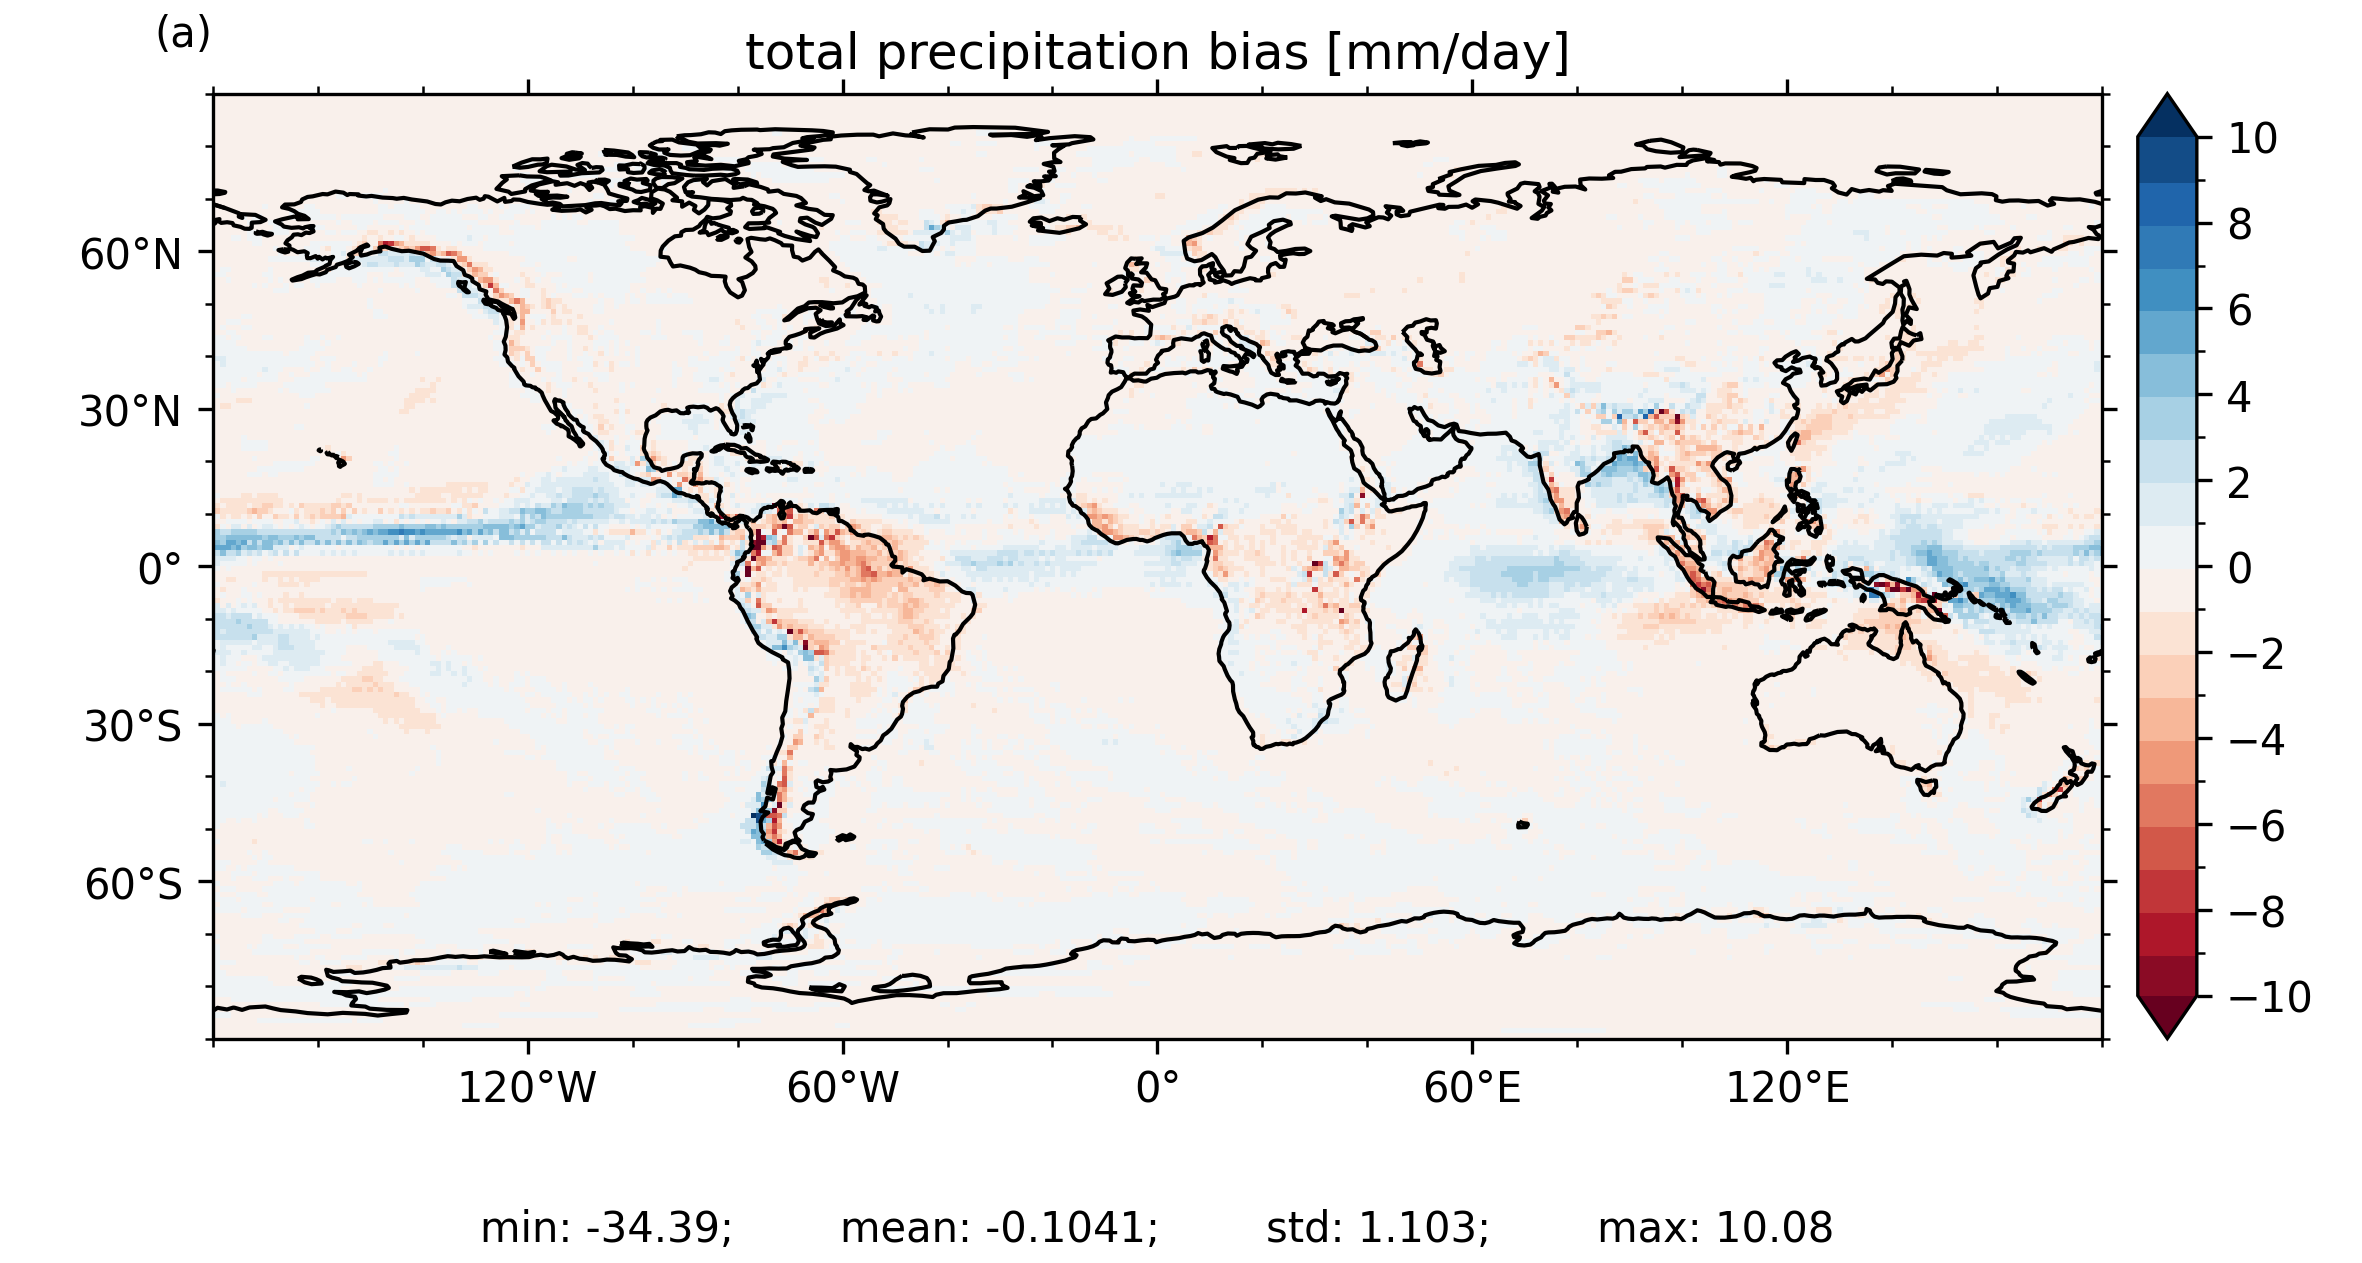 (a)
total precipitation bias [mm/day]
60°N
30°N
0°
30°S
60°S
120°W 60°W 0° 60°E 120°E
10
8
6
4
2
0
−2
−4
−6
−8
−10
min: -34.39; mean: -0.1041; std: 1.103; max: 10.08